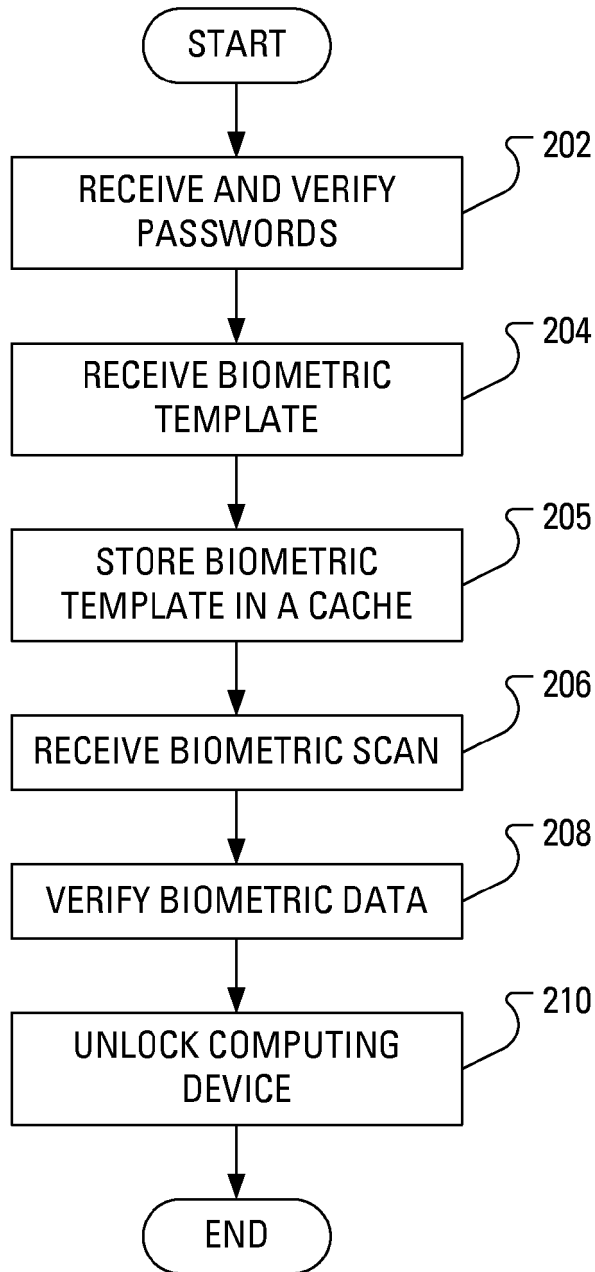 START
202
RECEIVE AND VERIFY
PASSWORDS
204
RECEIVE BIOMETRIC
TEMPLATE
205
STORE BIOMETRIC
TEMPLATE IN A CACHE
206
RECEIVE BIOMETRIC SCAN
208
VERIFY BIOMETRIC DATA
210
UNLOCK COMPUTING
DEVICE
END